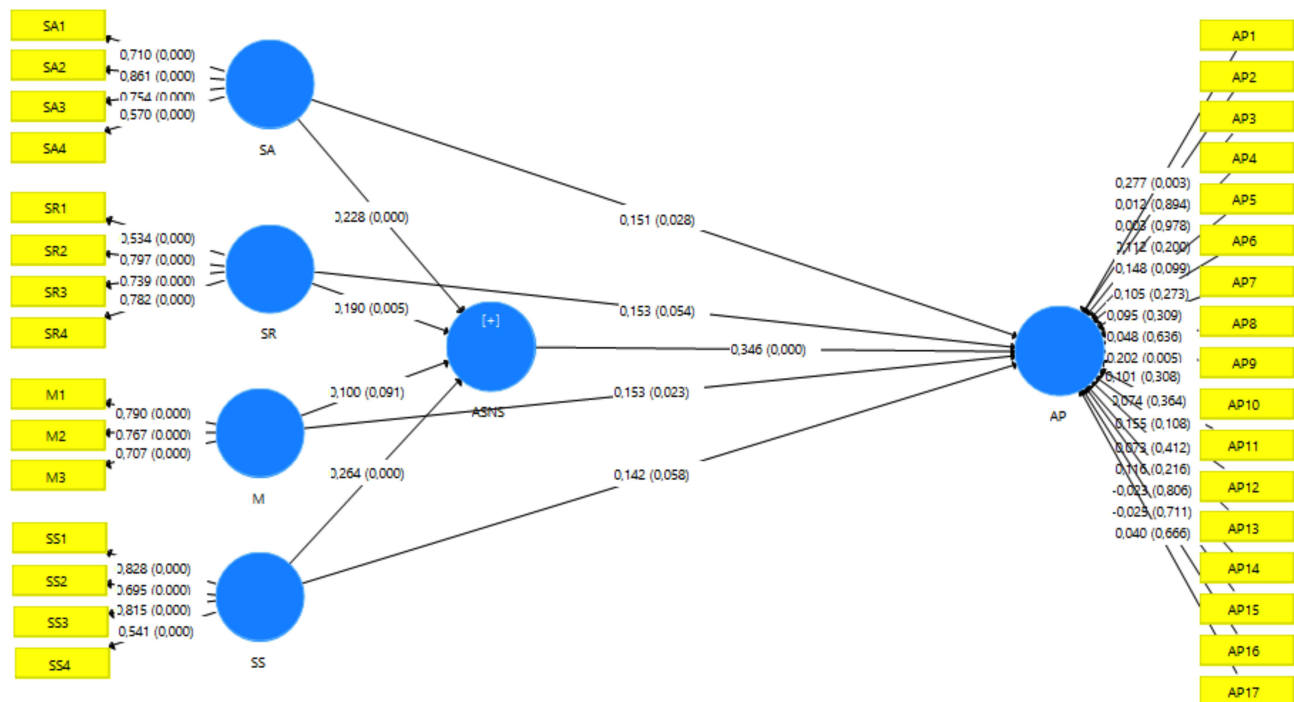 SA1
SA2
SA3
SA4
0,710 (0,000)
0,861 (0,000)
0,754 (0,000)
0,570 (0,000)
SA
SR1
SR2
SR3
SR4
0,534 (0,000)
0,797 (0,000)
0,739 (0,000)
0,782 (0,000)
SR
M1
M2
M3
0,790 (0,000)
0,767 (0,000)
0,707 (0,000)
M
SS1
SS2
SS3
SS4
0,828 (0,000)
0,695 (0,000)
0,815 (0,000)
0,541 (0,000)
SS
0,228 (0,000)
0,190 (0,005)
0,100 (0,091)
0,264 (0,000)
[+]
ASNS
0,151 (0,028)
0,153 (0,054)
0,346 (0,000)
0,153 (0,023)
0,142 (0,058)
AP
0,277 (0,003)
0,012 (0,894)
0,003 (0,978)
0,112 (0,200)
0,148 (0,099)
0,105 (0,273)
0,095 (0,309)
0,048 (0,636)
0,202 (0,005)
0,101 (0,308)
0,074 (0,364)
0,155 (0,108)
0,073 (0,412)
0,116 (0,216)
-0,023 (0,806)
-0,025 (0,711)
0,040 (0,666)
AP1
AP2
AP3
AP4
AP5
AP6
AP7
AP8
AP9
AP10
AP11
AP12
AP13
AP14
AP15
AP16
AP17